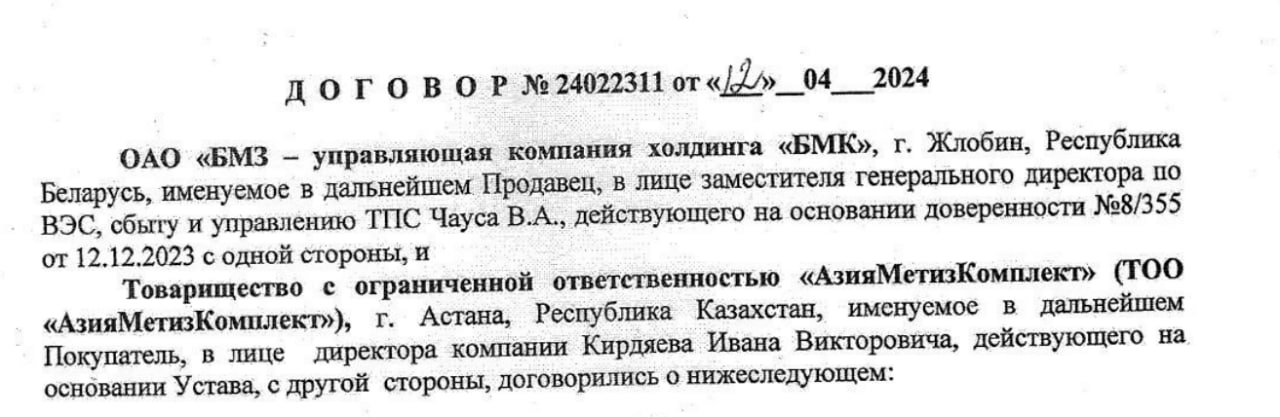 Д О Г О В О Р № 24022311 от «12»__04___2024
ОАО «БМЗ – управляющая компания холдинга «БМК», г. Жлобин, Республика
Беларусь, именуемое в дальнейшем Продавец, в лице заместителя генерального директора по
ВЭС, сбыту и управлению ТПС Чауса В.А., действующего на основании доверенности №8/355
от 12.12.2023 с одной стороны, и
Товарищество с ограниченной ответственностью «АзияМетизКомплект» (ТОО
«АзияМетизКомплект»), г. Астана, Республика Казахстан, именуемое в дальнейшем
Покупатель, в лице директора компании Кирдяева Ивана Викторовича, действующего на
основании Устава, с другой стороны, договорились о нижеследующем: